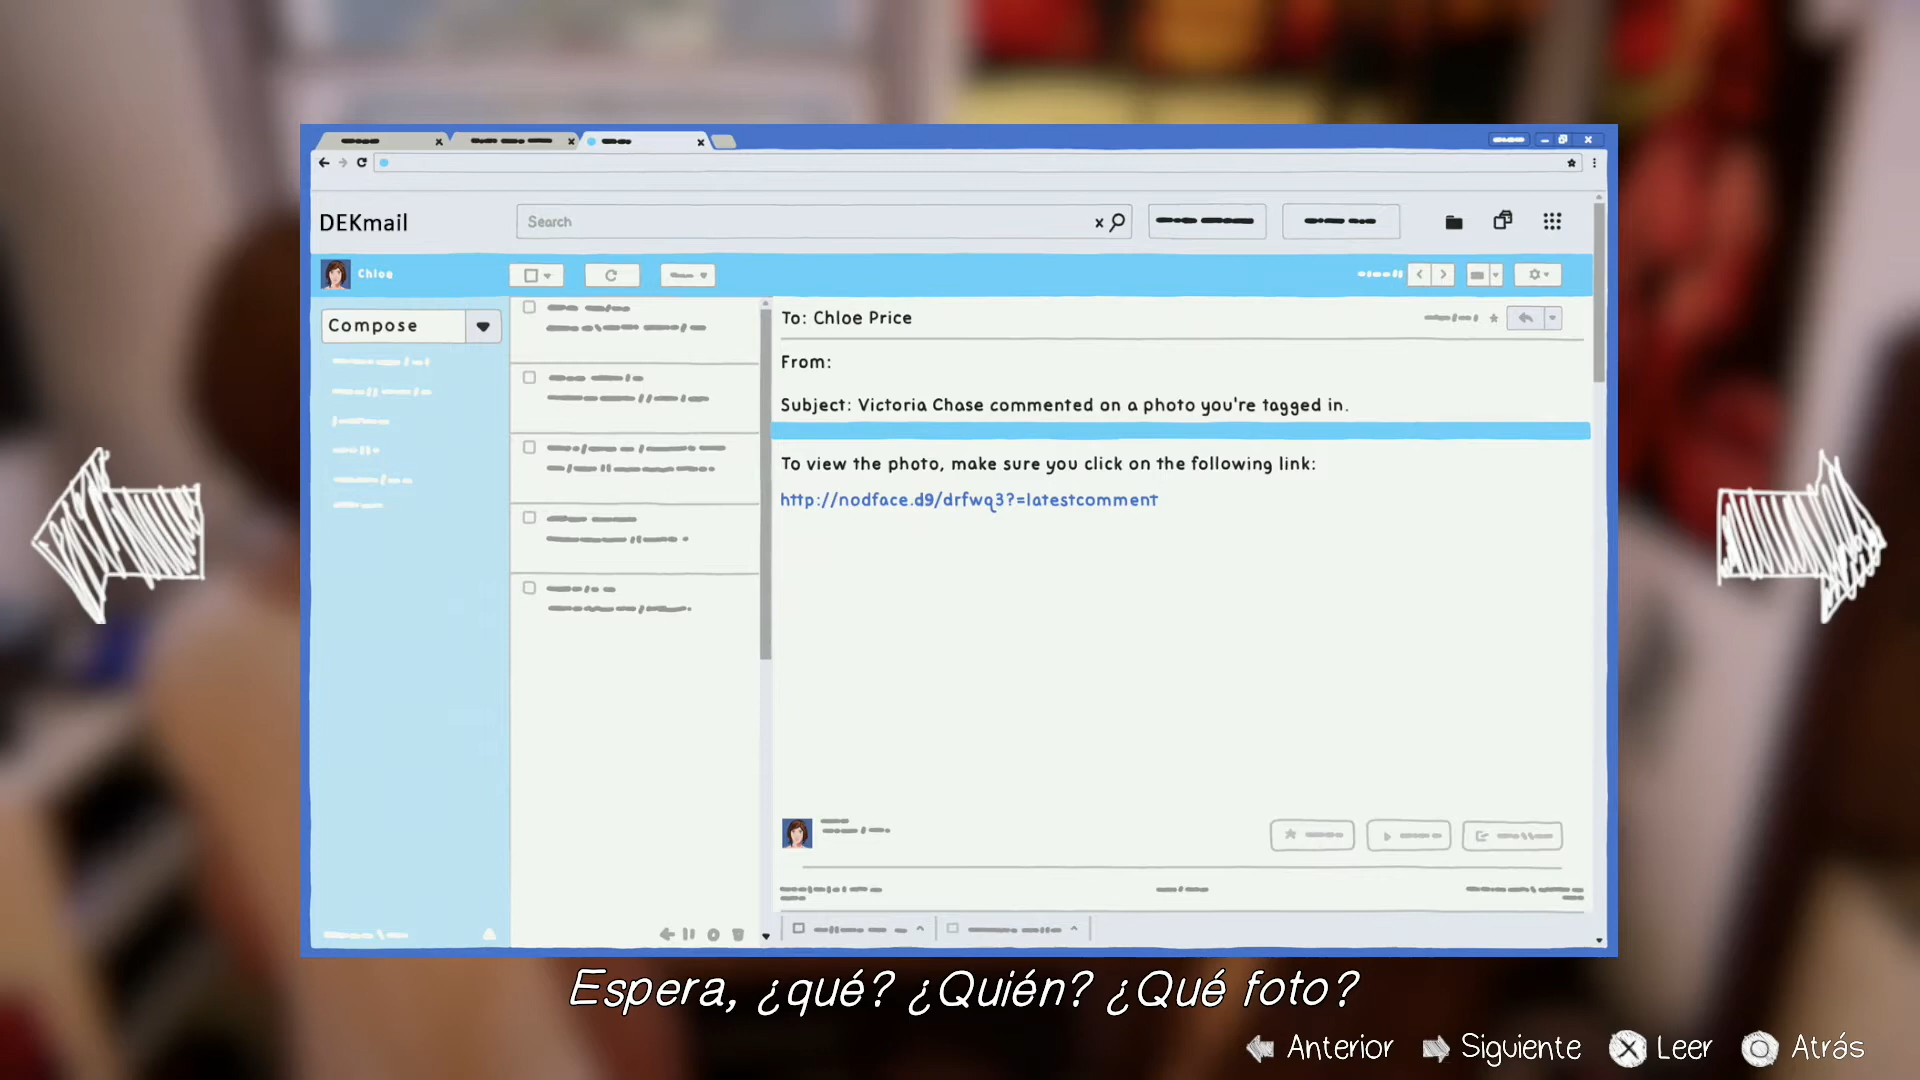 DEKmail
Search
Chloe
Compose
To: Chloe Price
From:
Subject: Victoria Chase commented on a photo you're tagged in.
To view the photo, make sure you click on the following link:
http://nodface.d9/drfwq3?=latestcomment
Espera, ¿qué? ¿Quién? ¿Qué foto?
Anterior Siguiente Leer Atrás